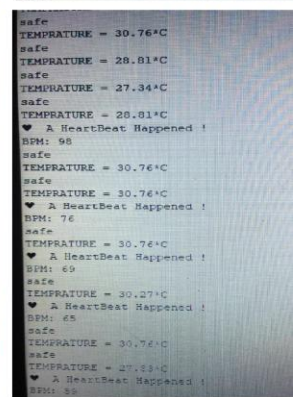 safe
TEMPRATURE = 30.76*C
safe
TEMPRATURE = 28.81*C
safe
TEMPRATURE = 27.34*C
safe
TEMPRATURE = 28.81*C
♥ A HeartBeat Happened !
BPM: 98
safe
TEMPRATURE = 30.76*C
safe
TEMPRATURE = 30.76*C
♥ A HeartBeat Happened !
BPM: 76
safe
TEMPRATURE = 30.76*C
♥ A HeartBeat Happened !
BPM: 69
safe
TEMPRATURE = 30.27*C
♥ A HeartBeat Happened !
BPM: 65
safe
TEMPRATURE = 30.76*C
safe
TEMPRATURE = 27.83*C
♥ A HeartBeat Happened !
BPM: